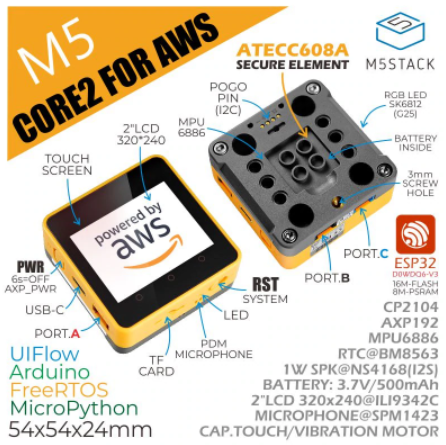 M5
CORE2 FOR AWS
ATECC608A
SECURE ELEMENT
M5STACK
POGO
PIN
(I2C)
MPU
6886
RGB LED
SK6812
(G25)
BATTERY
INSIDE
3mm
SCREW
HOLE
2"LCD
320*240
TOUCH
SCREEN
powered by
aws
PWR
6s=OFF
AXP_PWR
USB-C
PORT.A
TF
CARD
PDM
MICROPHONE
LED
RST
SYSTEM
PORT.B
PORT.C
ESP32
D0WDQ6-V3
16M-FLASH
8M-PSRAM
UIFlow
Arduino
FreeRTOS
MicroPython
54x54x24mm
CP2104
AXP192
MPU6886
RTC@BM8563
1W SPK@NS4168(I2S)
BATTERY: 3.7V/500mAh
2"LCD 320x240@ILI9342C
MICROPHONE@SPM1423
CAP.TOUCH/VIBRATION MOTOR